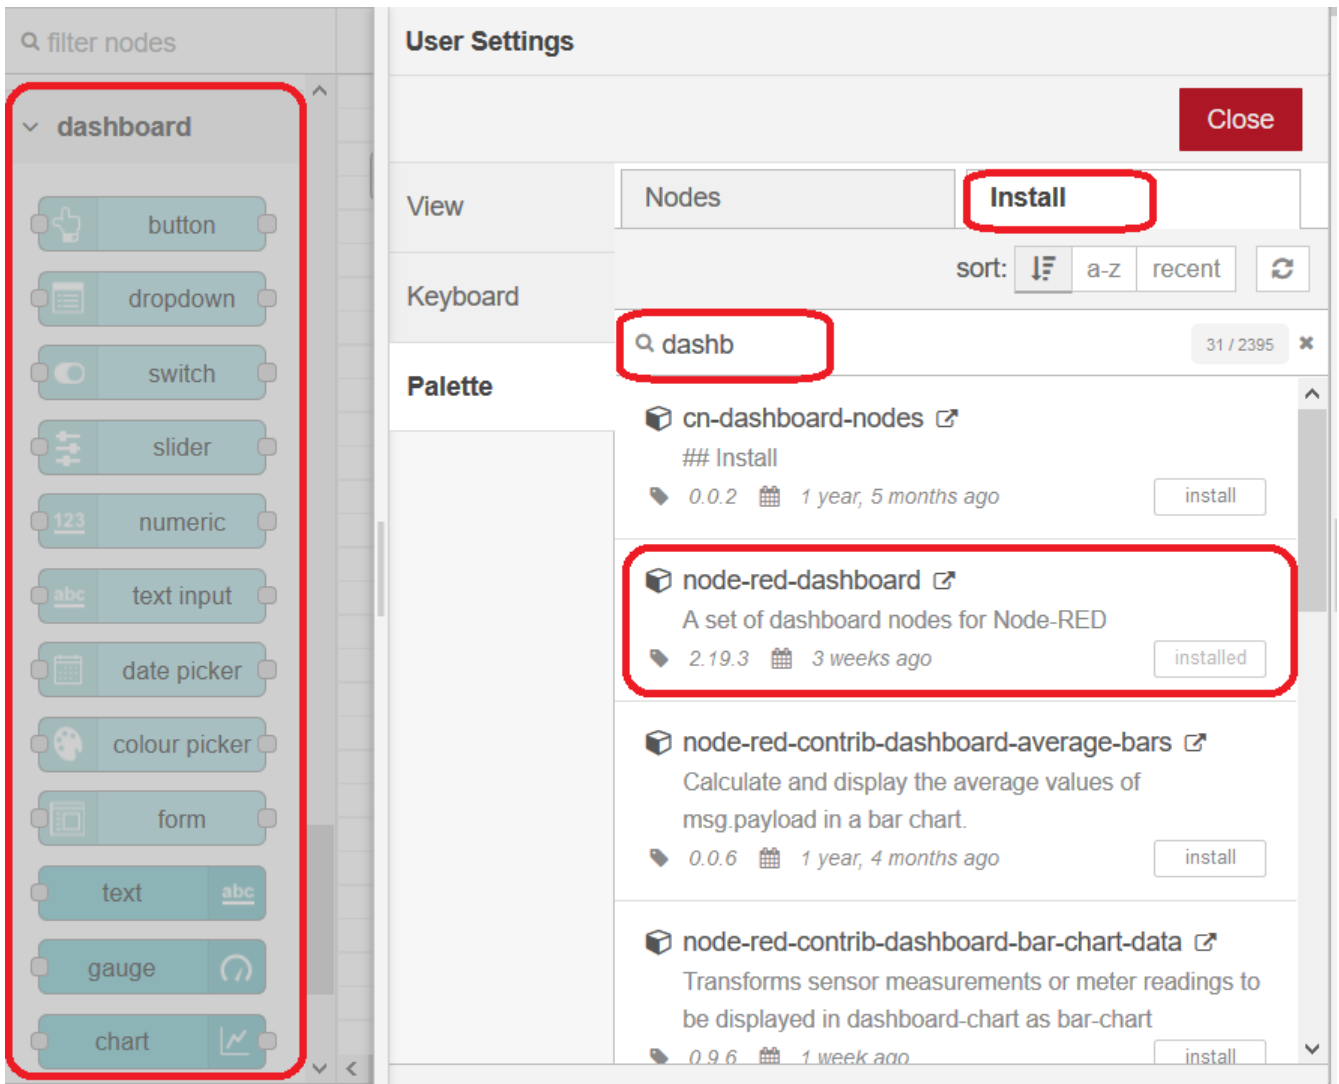 filter nodes
dashboard
button
dropdown
switch
slider
123
numeric
abc
text input
date picker
colour picker
form
text
abc
gauge
chart
User Settings
Close
View
Keyboard
Palette
Nodes
Install
sort: a-z recent
dashb
31 / 2395
cn-dashboard-nodes
## Install
0.0.2 1 year, 5 months ago install
node-red-dashboard
A set of dashboard nodes for Node-RED
2.19.3 3 weeks ago installed
node-red-contrib-dashboard-average-bars
Calculate and display the average values of
msg.payload in a bar chart.
0.0.6 1 year, 4 months ago install
node-red-contrib-dashboard-bar-chart-data
Transforms sensor measurements or meter readings to
be displayed in dashboard-chart as bar-chart
0.9.6 1 week ago install